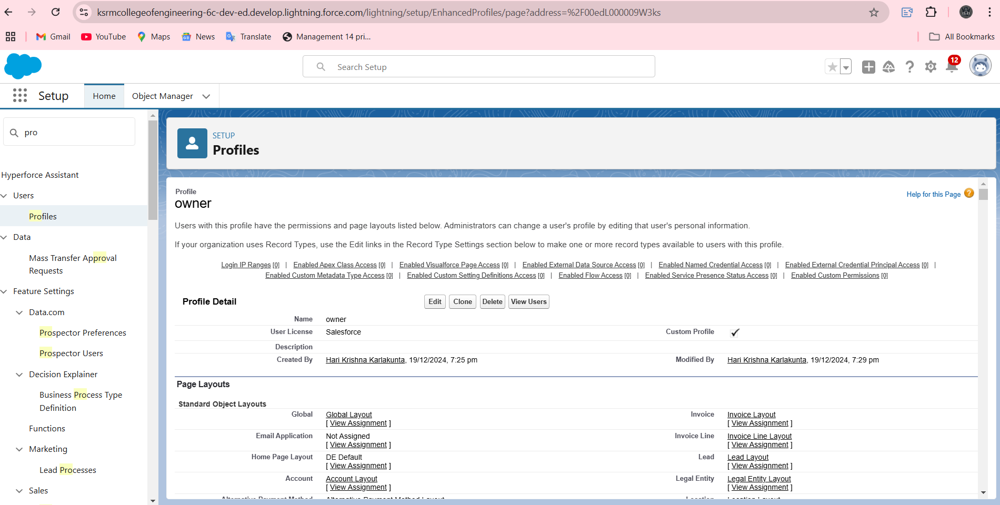 ksrmcollegeofengineering-6c-dev-ed.develop.lightning.force.com/lightning/setup/EnhancedProfiles/page?address=%2F00edL000009W3ks
Gmail YouTube Maps News Translate Management 14 pri... All Bookmarks
Search Setup
12
Setup Home Object Manager
pro
Hyperforce Assistant
Users
Profiles
Data
Mass Transfer Approval
Requests
Feature Settings
Data.com
Prospector Preferences
Prospector Users
Decision Explainer
Business Process Type
Definition
Functions
Marketing
Lead Processes
Sales
SETUP
Profiles
Profile
owner
Help for this Page ?
Users with this profile have the permissions and page layouts listed below. Administrators can change a user's profile by editing that user's personal information.
If your organization uses Record Types, use the Edit links in the Record Type Settings section below to make one or more record types available to users with this profile.
Login IP Ranges [0] | Enabled Apex Class Access [0] | Enabled Visualforce Page Access [0] | Enabled External Data Source Access [0] | Enabled Named Credential Access [0] | Enabled External Credential Principal Access [0] |
Enabled Custom Metadata Type Access [0] | Enabled Custom Setting Definitions Access [0] | Enabled Flow Access [0] | Enabled Service Presence Status Access [0] | Enabled Custom Permissions [0]
Profile Detail Edit Clone Delete View Users
Name owner
User License Salesforce Custom Profile
Description
Created By Hari Krishna Karlakunta, 19/12/2024, 7:25 pm Modified By Hari Krishna Karlakunta, 19/12/2024, 7:29 pm
Page Layouts
Standard Object Layouts
Global Global Layout Invoice Invoice Layout
[ View Assignment ] [ View Assignment ]
Email Application Not Assigned Invoice Line Invoice Line Layout
[ View Assignment ] [ View Assignment ]
Home Page Layout DE Default Lead Lead Layout
[ View Assignment ] [ View Assignment ]
Account Account Layout Legal Entity Legal Entity Layout
[ View Assignment ] [ View Assignment ]
Alternative Payment Method Alternative Payment Method Layout Location Location Layout